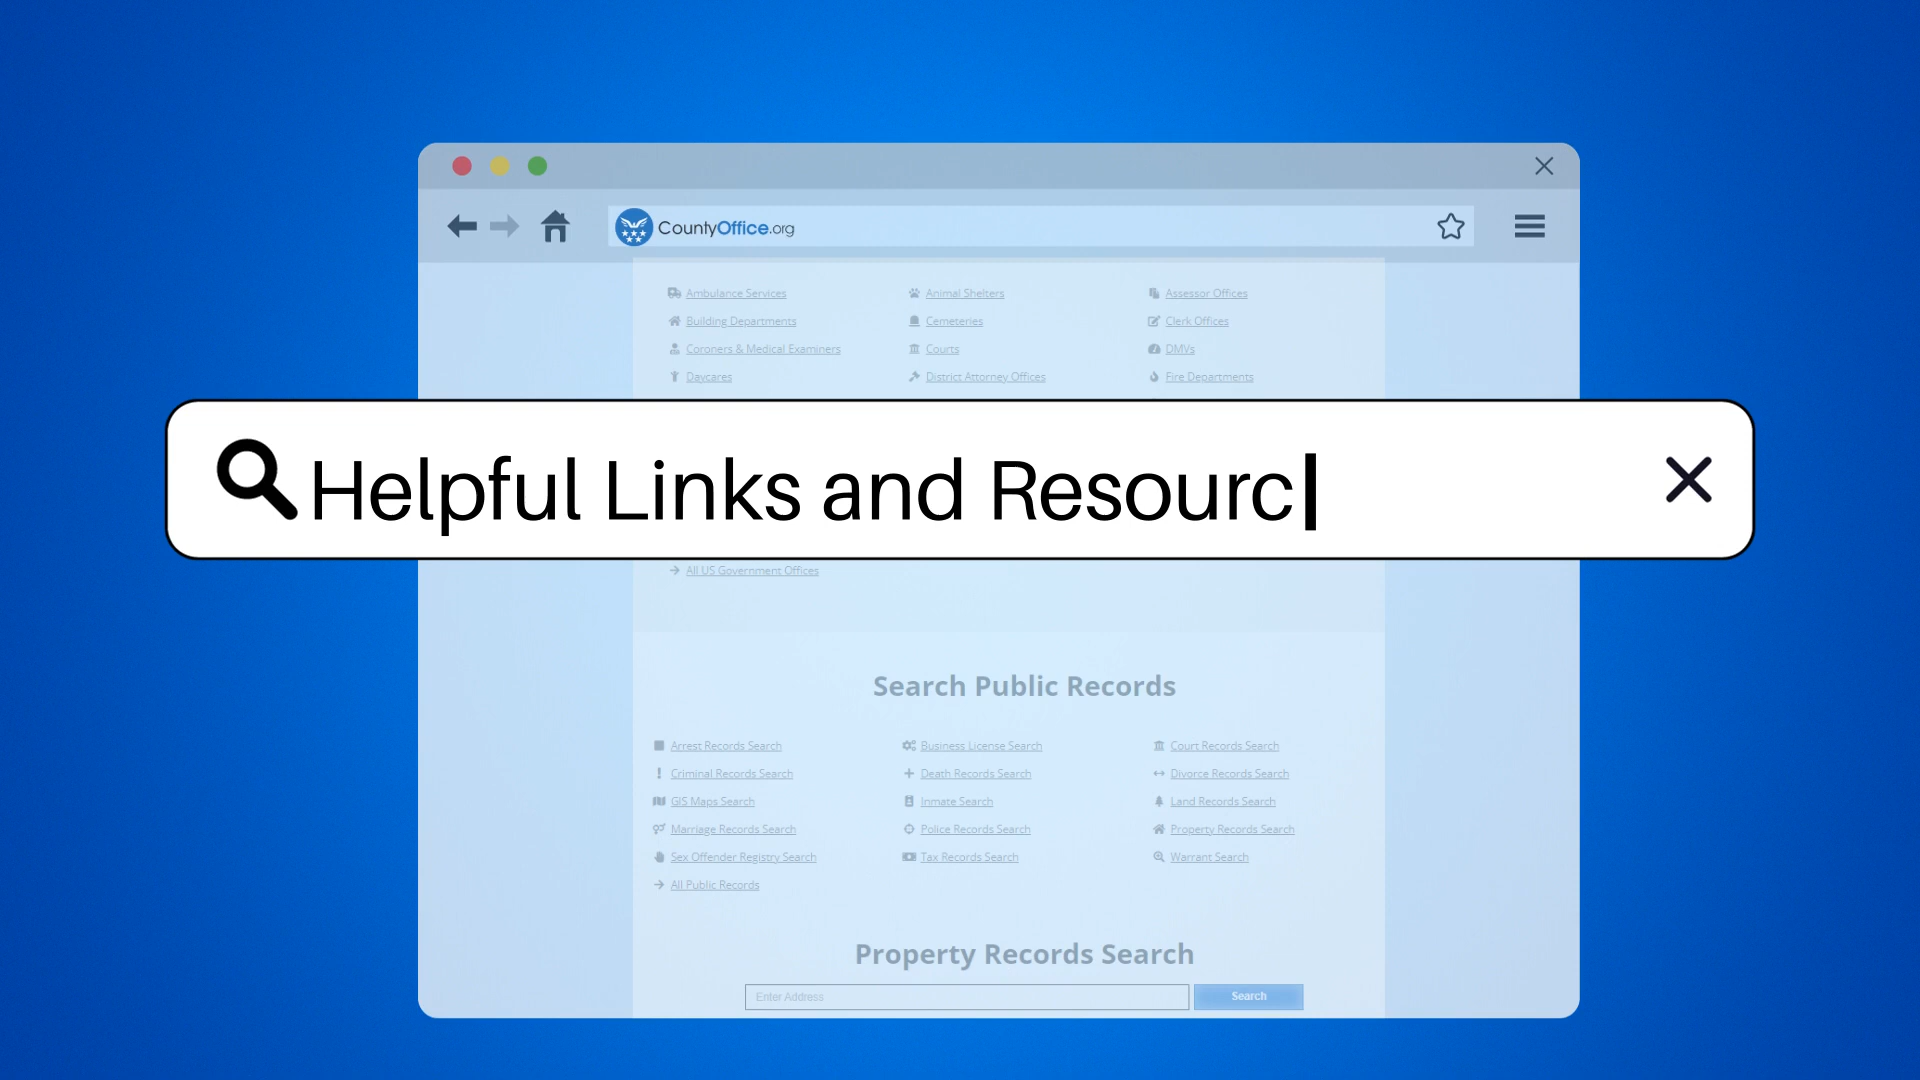 CountyOffice.org
Ambulance Services Animal Shelters Assessor Offices
Building Departments Cemeteries Clerk Offices
Coroners & Medical Examiners Courts DMVs
Daycares District Attorney Offices Fire Departments
Helpful Links and Resourc
All US Government Offices
Search Public Records
Arrest Records Search Business License Search Court Records Search
Criminal Records Search Death Records Search Divorce Records Search
GIS Maps Search Inmate Search Land Records Search
Marriage Records Search Police Records Search Property Records Search
Sex Offender Registry Search Tax Records Search Warrant Search
All Public Records
Property Records Search
Enter Address Search